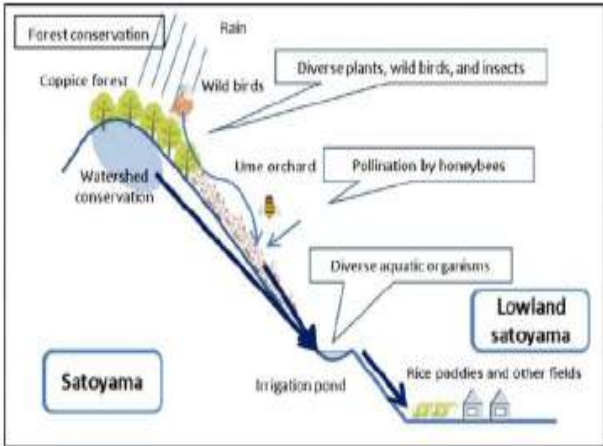 Forest conservation
Rain
Coppice forest
Wild birds
Diverse plants, wild birds, and insects
Ume orchard
Pollination by honeybees
Watershed
conservation
Diverse aquatic organisms
Lowland
satoyama
Satoyama
Irrigation pond
Rice paddies and other fields